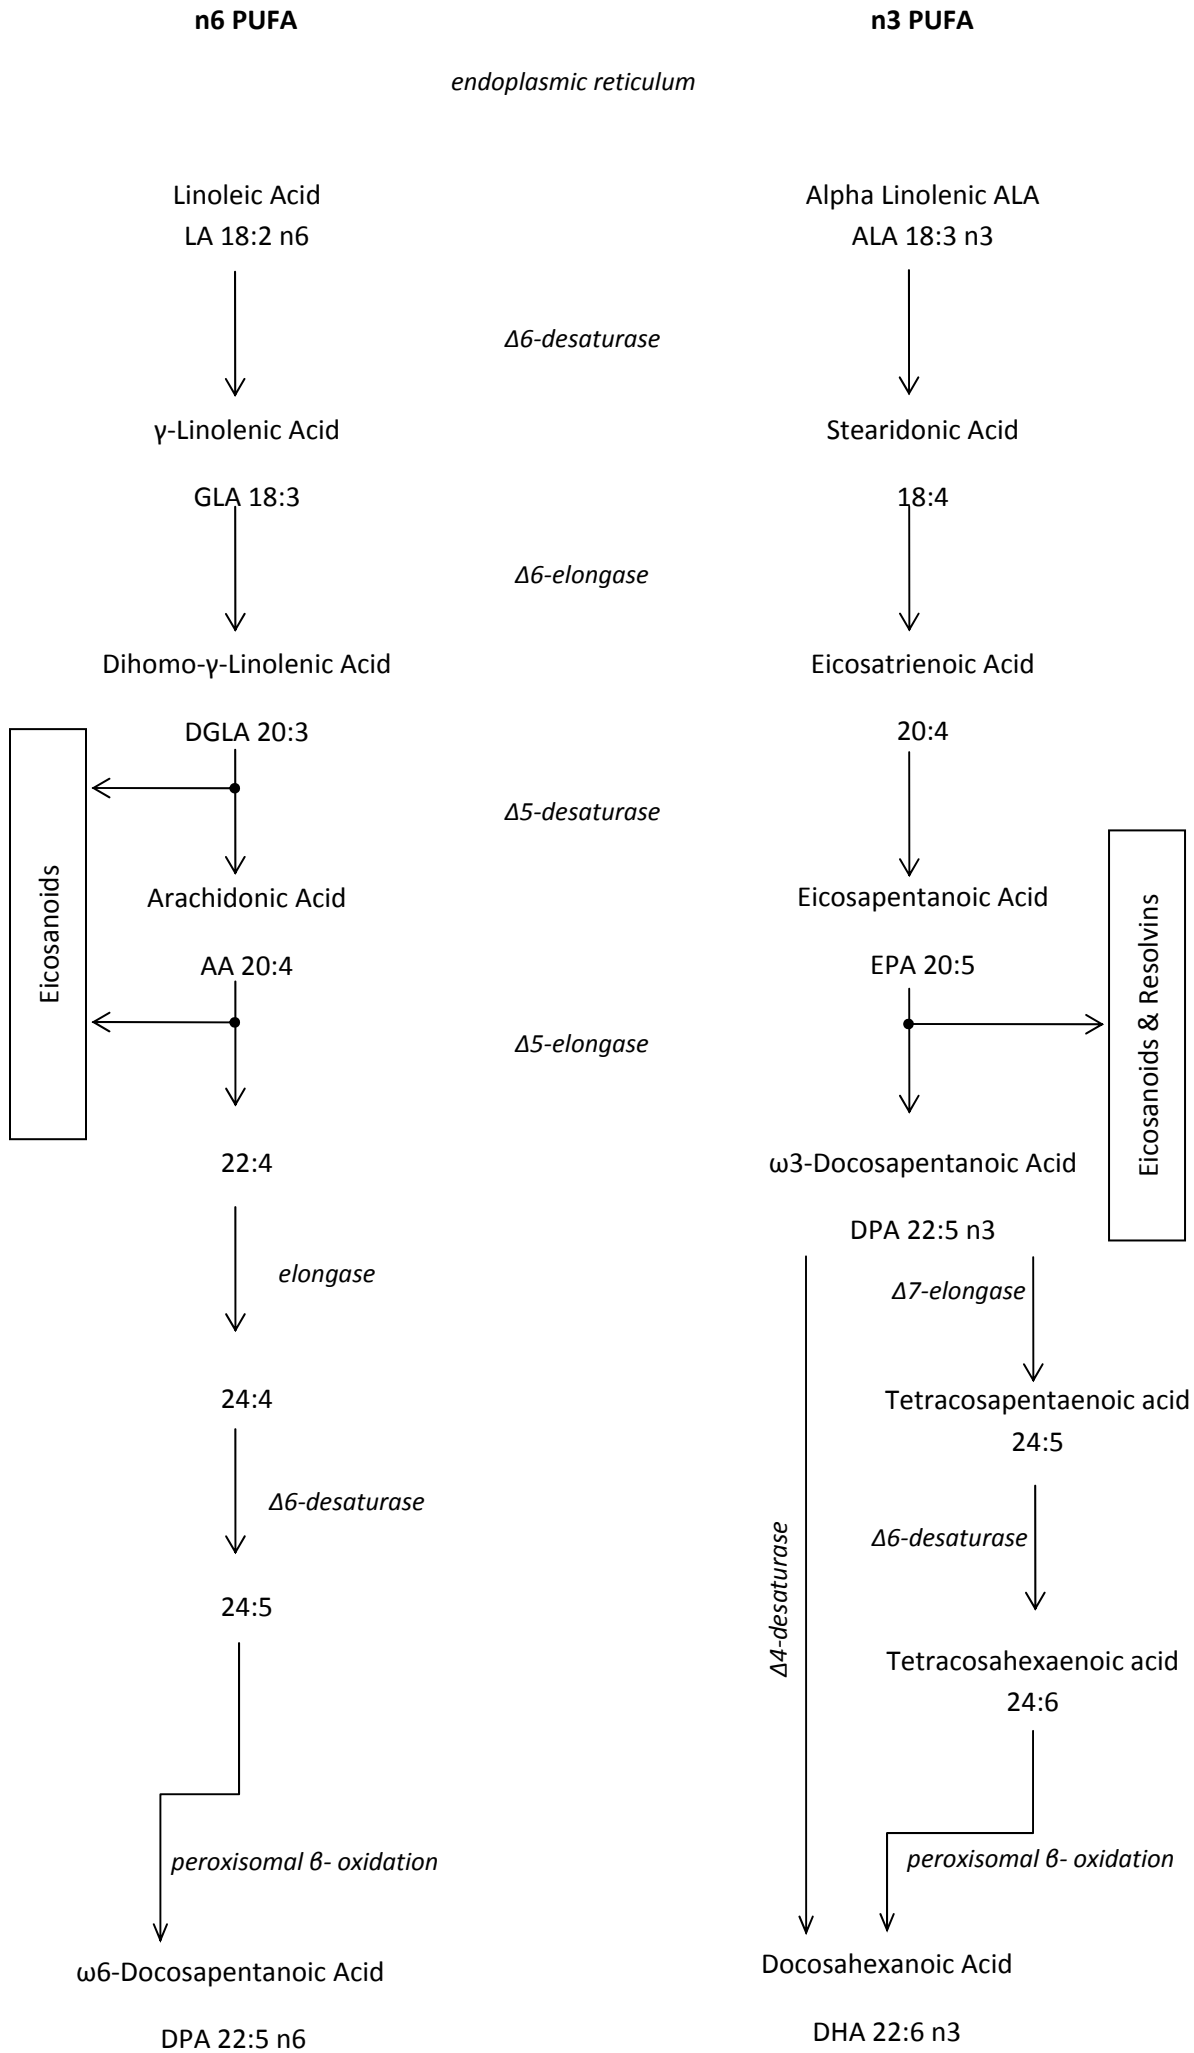 n6 PUFA
n3 PUFA
endoplasmic reticulum
Linoleic Acid
LA 18:2 n6
Alpha Linolenic ALA
ALA 18:3 n3
Δ6-desaturase
γ-Linolenic Acid
GLA 18:3
Stearidonic Acid
18:4
Δ6-elongase
Dihomo-γ-Linolenic Acid
DGLA 20:3
Eicosatrienoic Acid
20:4
Eicosanoids
Δ5-desaturase
Arachidonic Acid
AA 20:4
Eicosapentanoic Acid
EPA 20:5
Eicosanoids & Resolvins
Δ5-elongase
22:4
ω3-Docosapentanoic Acid
DPA 22:5 n3
elongase
Δ7-elongase
24:4
Tetracosapentaenoic acid
24:5
Δ6-desaturase
Δ6-desaturase
Δ4-desaturase
24:5
Tetracosahexaenoic acid
24:6
peroxisomal β- oxidation
peroxisomal β- oxidation
ω6-Docosapentanoic Acid
DPA 22:5 n6
Docosahexanoic Acid
DHA 22:6 n3